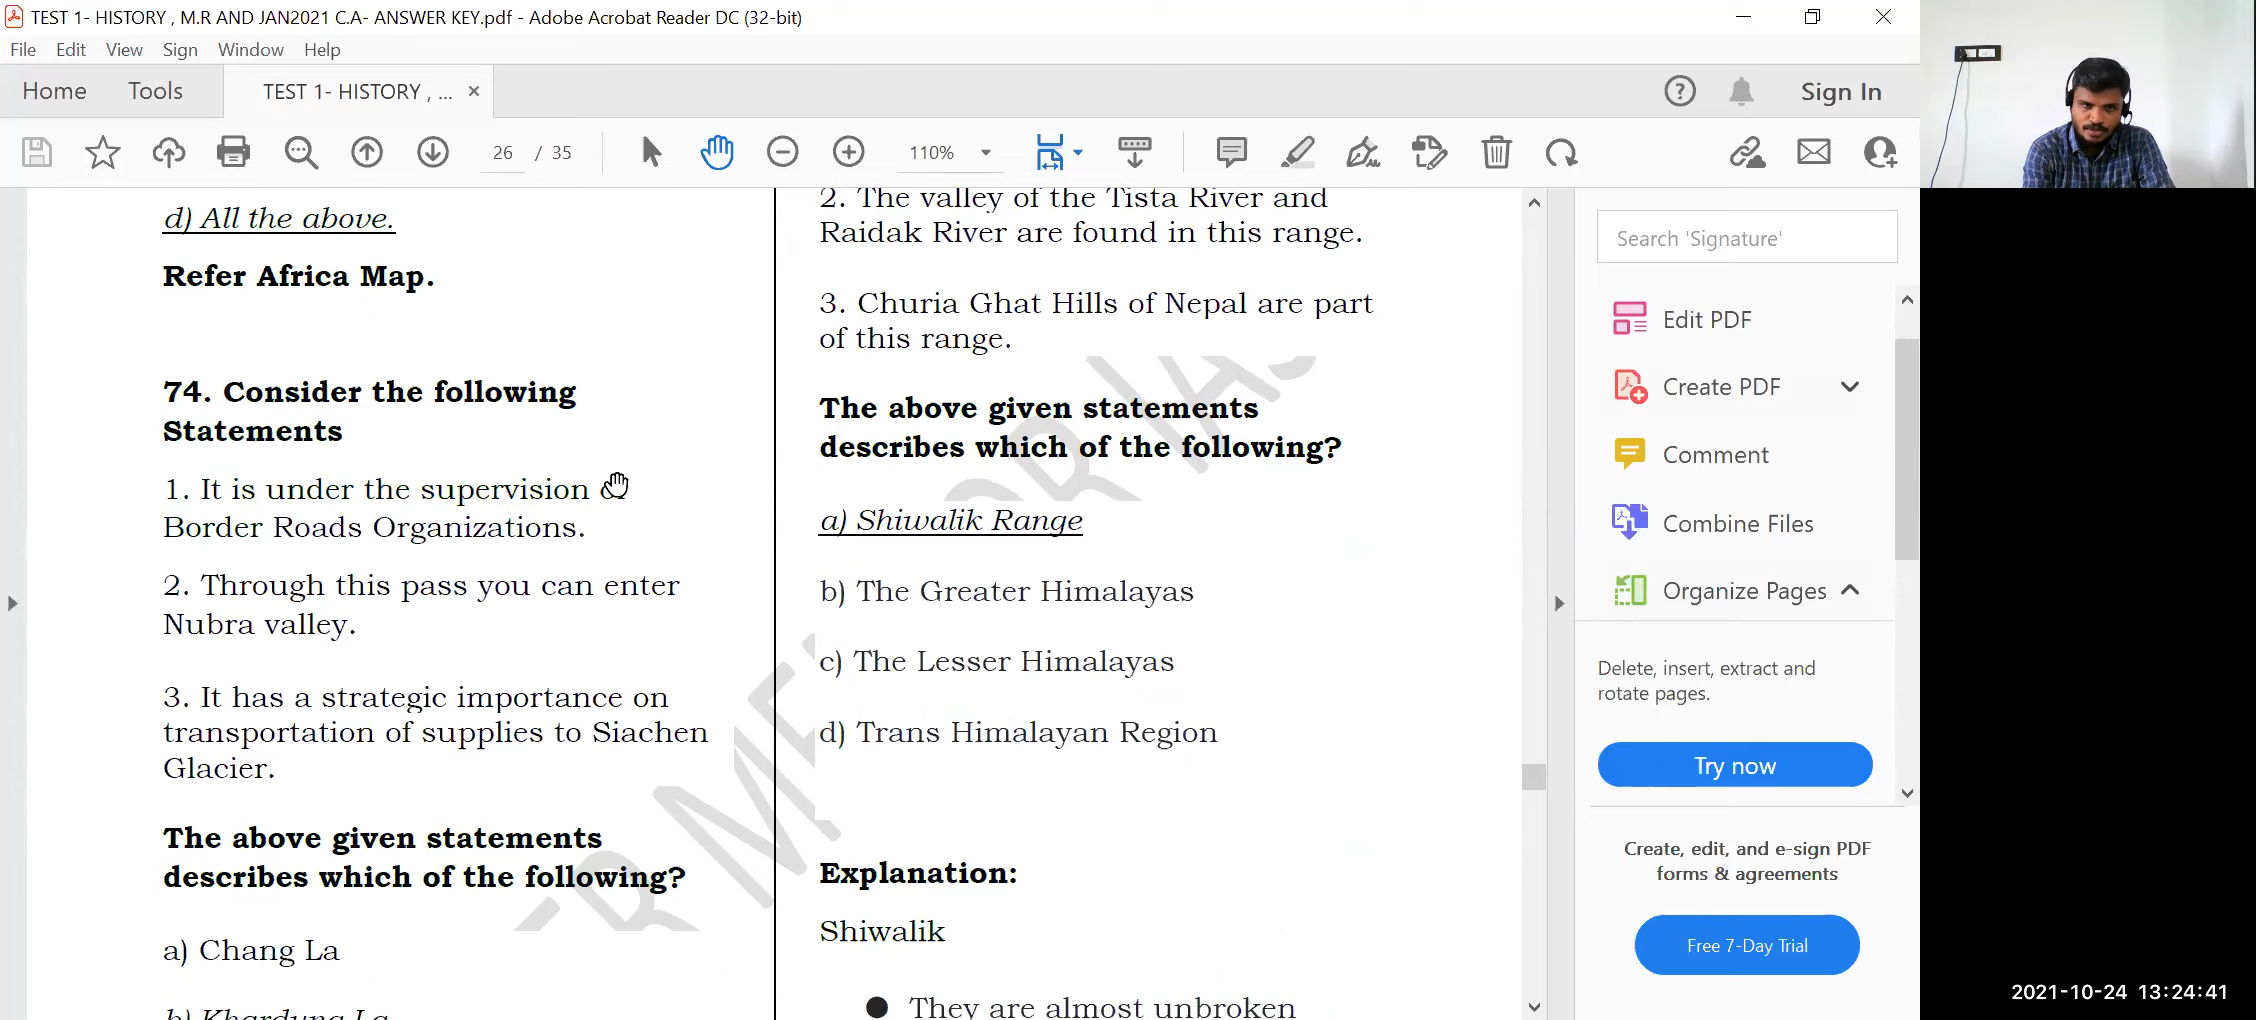 TEST 1- HISTORY , M.R AND JAN2021 C.A- ANSWER KEY.pdf - Adobe Acrobat Reader DC (32-bit)
File Edit View Sign Window Help
Home Tools TEST 1- HISTORY , ... ×
Sign In
26 / 35
110%
d) All the above.
Refer Africa Map.
74. Consider the following
Statements
1. It is under the supervision
Border Roads Organizations.
2. Through this pass you can enter
Nubra valley.
3. It has a strategic importance on
transportation of supplies to Siachen
Glacier.
The above given statements
describes which of the following?
a) Chang La
b) Khardung La
2. The valley of the Tista River and
Raidak River are found in this range.
3. Churia Ghat Hills of Nepal are part
of this range.
The above given statements
describes which of the following?
a) Shiwalik Range
b) The Greater Himalayas
c) The Lesser Himalayas
d) Trans Himalayan Region
Explanation:
Shiwalik
● They are almost unbroken
Search 'Signature'
Edit PDF
Create PDF
Comment
Combine Files
Organize Pages
Delete, insert, extract and
rotate pages.
Try now
Create, edit, and e-sign PDF
forms & agreements
Free 7-Day Trial
2021-10-24 13:24:41